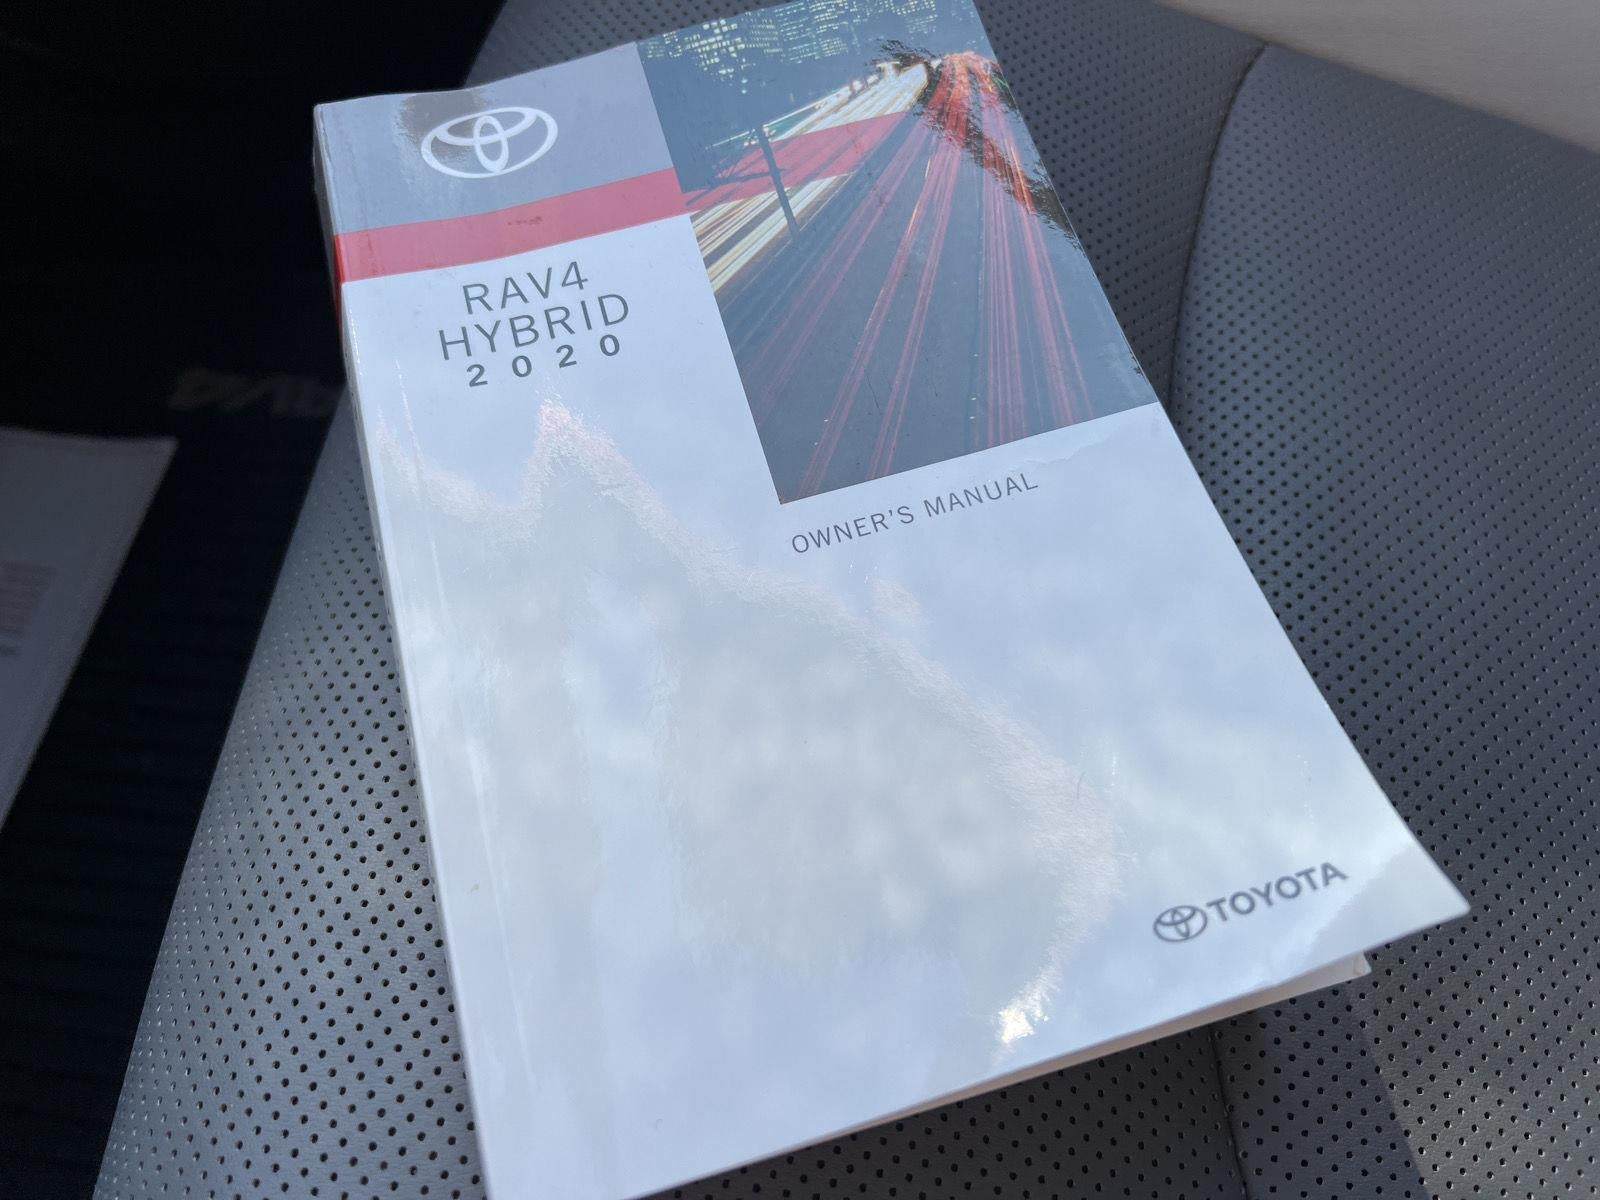 RAV4
HYBRID
2020
OWNER'S MANUAL
TOYOTA